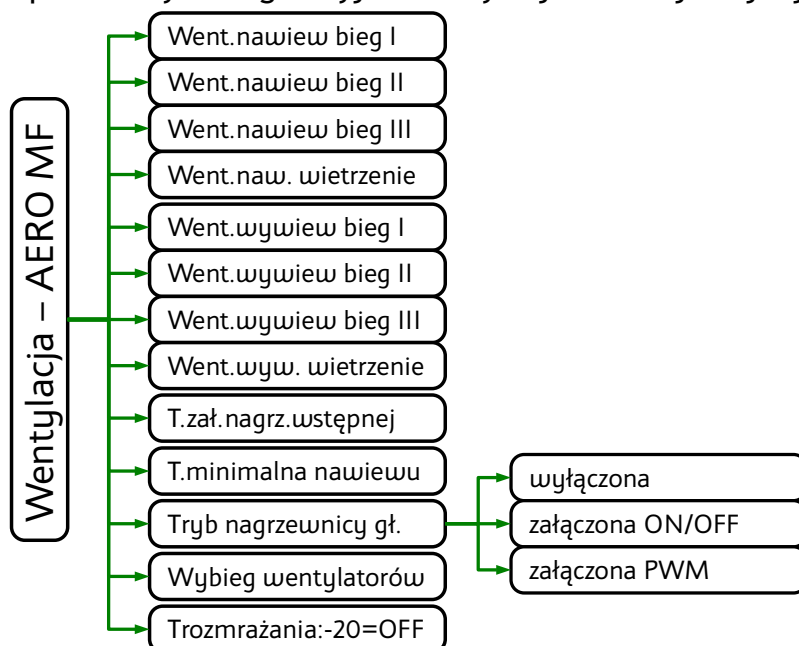 Went.nawiew bieg I
Went.nawiew bieg II
Went.nawiew bieg III
Went.naw. wietrzenie
Went.wywiew bieg I
Went.wywiew bieg II
Went.wywiew bieg III
Went.wyw. wietrzenie
T.zał.nagrz.wstępnej
T.minimalna nawiewu
Tryb nagrzewnicy gł.
Wybieg wentylatorów
Trozmrażania:-20=OFF
Wentylacja – AERO MF
wyłączona
załączona ON/OFF
załączona PWM